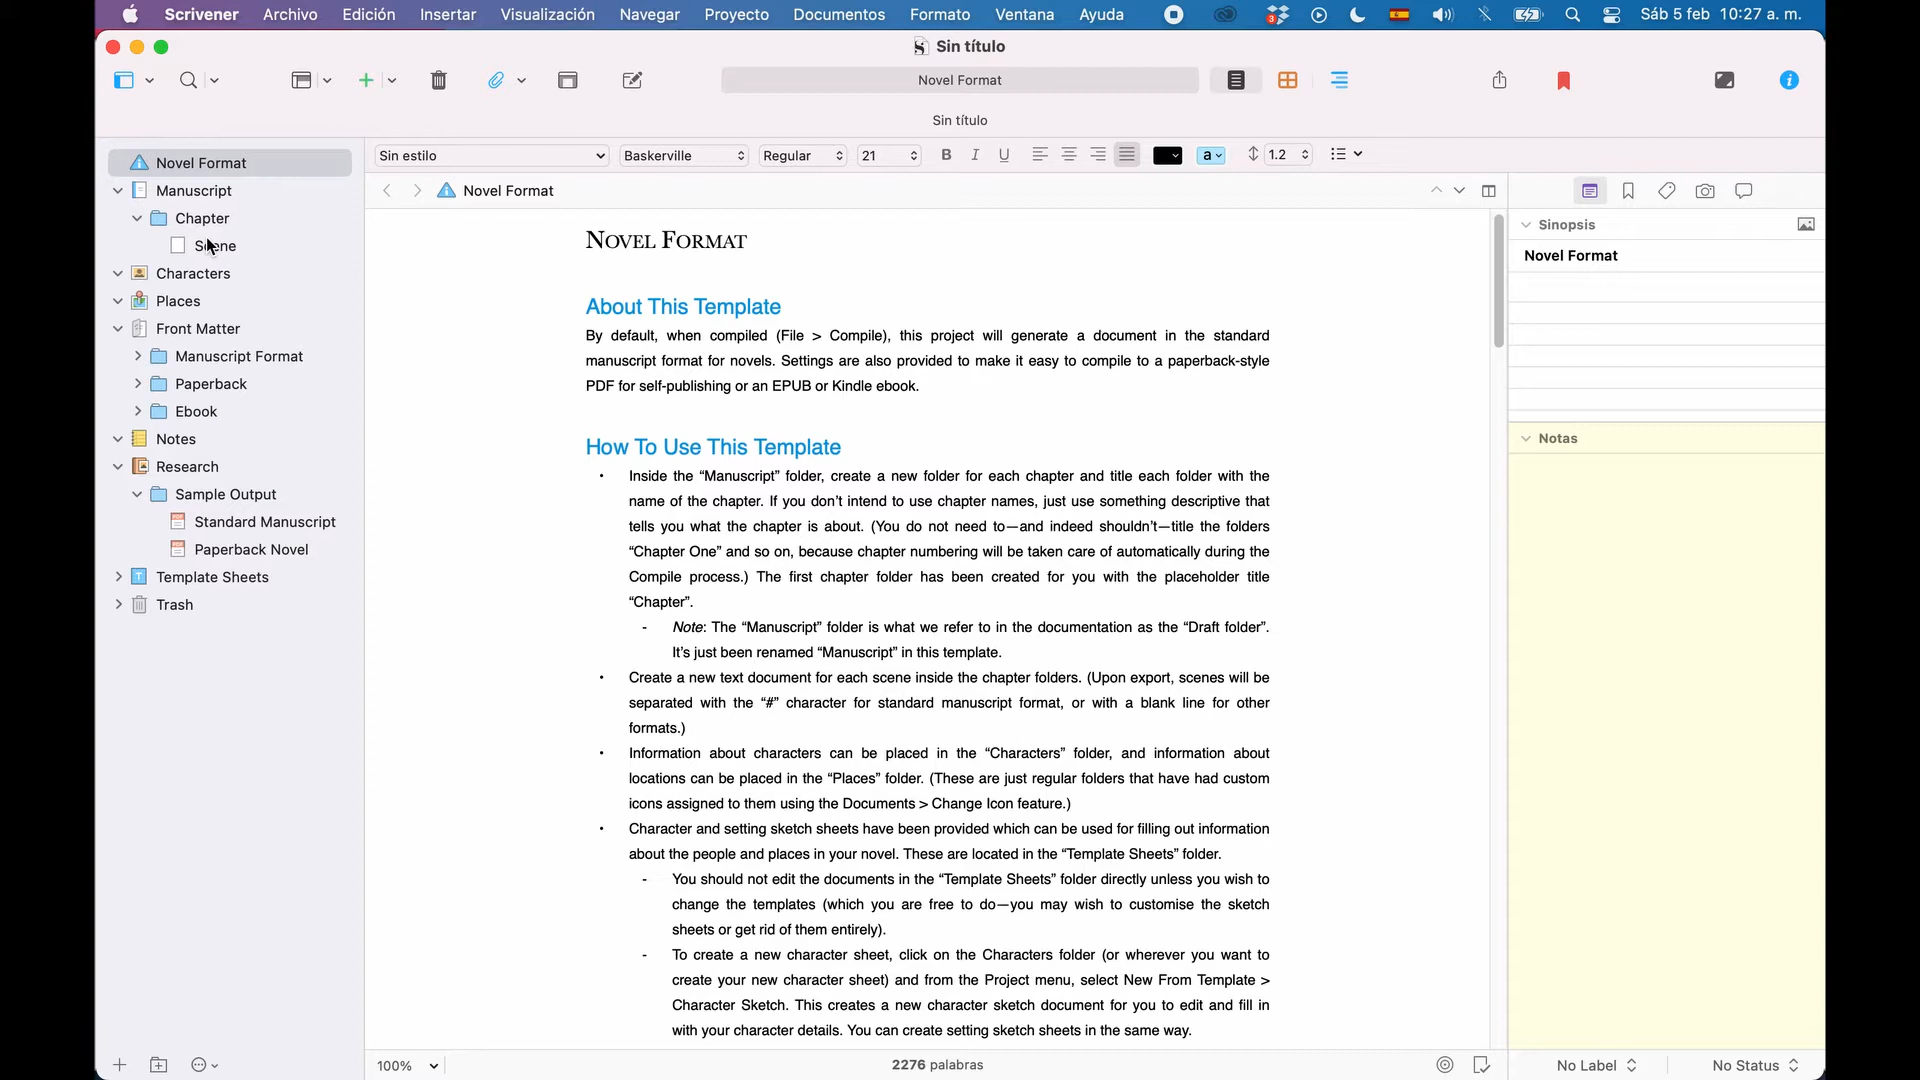 Scrivener Archivo Edición Insertar Visualización Navegar Proyecto Documentos Formato Ventana Ayuda 3 Sáb 5 feb 10:27 a. m.
Sin título
Novel Format
Sin título
Sin estilo Baskerville Regular 21 B I U a 1.2
Novel Format
Manuscript
Chapter
Scene
Characters
Places
Front Matter
Manuscript Format
Paperback
Ebook
Notes
Research
Sample Output
Standard Manuscript
Paperback Novel
Template Sheets
Trash
Novel Format
NOVEL FORMAT
About This Template
By default, when compiled (File > Compile), this project will generate a document in the standard
manuscript format for novels. Settings are also provided to make it easy to compile to a paperback-style
PDF for self-publishing or an EPUB or Kindle ebook.
How To Use This Template
• Inside the “Manuscript” folder, create a new folder for each chapter and title each folder with the
name of the chapter. If you don’t intend to use chapter names, just use something descriptive that
tells you what the chapter is about. (You do not need to—and indeed shouldn’t—title the folders
“Chapter One” and so on, because chapter numbering will be taken care of automatically during the
Compile process.) The first chapter folder has been created for you with the placeholder title
“Chapter”.
- Note: The “Manuscript” folder is what we refer to in the documentation as the “Draft folder”.
It’s just been renamed “Manuscript” in this template.
• Create a new text document for each scene inside the chapter folders. (Upon export, scenes will be
separated with the “#” character for standard manuscript format, or with a blank line for other
formats.)
• Information about characters can be placed in the “Characters” folder, and information about
locations can be placed in the “Places” folder. (These are just regular folders that have had custom
icons assigned to them using the Documents > Change Icon feature.)
• Character and setting sketch sheets have been provided which can be used for filling out information
about the people and places in your novel. These are located in the “Template Sheets” folder.
- You should not edit the documents in the “Template Sheets” folder directly unless you wish to
change the templates (which you are free to do—you may wish to customise the sketch
sheets or get rid of them entirely).
- To create a new character sheet, click on the Characters folder (or wherever you want to
create your new character sheet) and from the Project menu, select New From Template >
Character Sketch. This creates a new character sketch document for you to edit and fill in
with your character details. You can create setting sketch sheets in the same way.
100% 2276 palabras
Sinopsis
Novel Format
Notas
No Label No Status